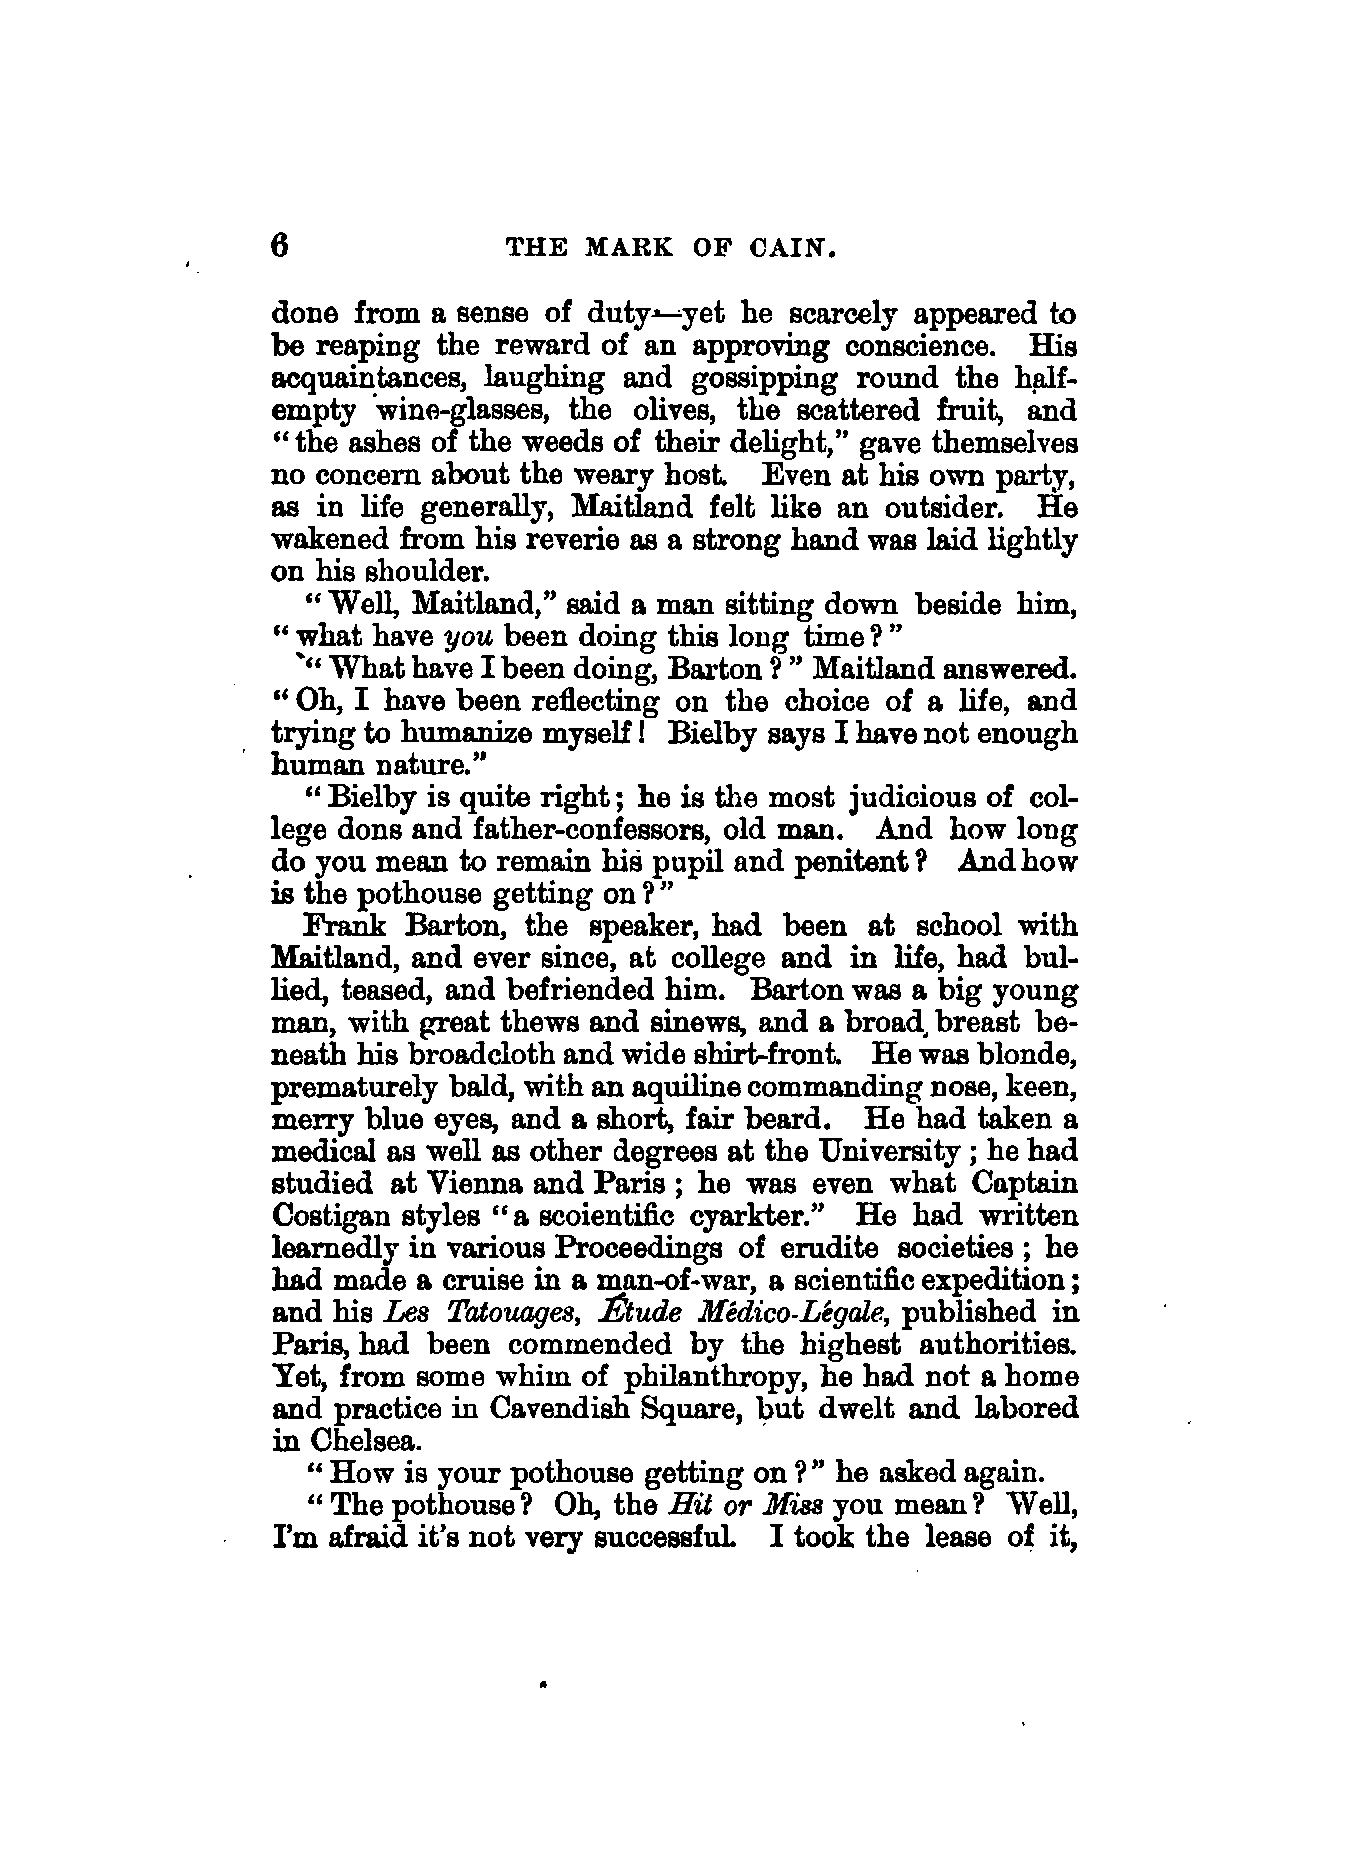 6 THE MARK OF CAIN.
done from a sense of duty—yet he scarcely appeared to
be reaping the reward of an approving conscience. His
acquaintances, laughing and gossipping round the half-
empty wine-glasses, the olives, the scattered fruit, and
“the ashes of the weeds of their delight,” gave themselves
no concern about the weary host. Even at his own party,
as in life generally, Maitland felt like an outsider. He
wakened from his reverie as a strong hand was laid lightly
on his shoulder.
“Well, Maitland,” said a man sitting down beside him,
“what have you been doing this long time?”
“What have I been doing, Barton?” Maitland answered.
“Oh, I have been reflecting on the choice of a life, and
trying to humanize myself! Bielby says I have not enough
human nature.”
“Bielby is quite right; he is the most judicious of col-
lege dons and father-confessors, old man. And how long
do you mean to remain his pupil and penitent? And how
is the pothouse getting on?”
Frank Barton, the speaker, had been at school with
Maitland, and ever since, at college and in life, had bul-
lied, teased, and befriended him. Barton was a big young
man, with great thews and sinews, and a broad, breast be-
neath his broadcloth and wide shirt-front. He was blonde,
prematurely bald, with an aquiline commanding nose, keen,
merry blue eyes, and a short, fair beard. He had taken a
medical as well as other degrees at the University; he had
studied at Vienna and Paris; he was even what Captain
Costigan styles “a scoientific cyarkter.” He had written
learnedly in various Proceedings of erudite societies; he
had made a cruise in a man-of-war, a scientific expedition;
and his Les Tatouages, Étude Médico-Légale, published in
Paris, had been commended by the highest authorities.
Yet, from some whim of philanthropy, he had not a home
and practice in Cavendish Square, but dwelt and labored
in Chelsea.
“How is your pothouse getting on?” he asked again.
“The pothouse? Oh, the Hit or Miss you mean? Well,
I’m afraid it’s not very successful. I took the lease of it,